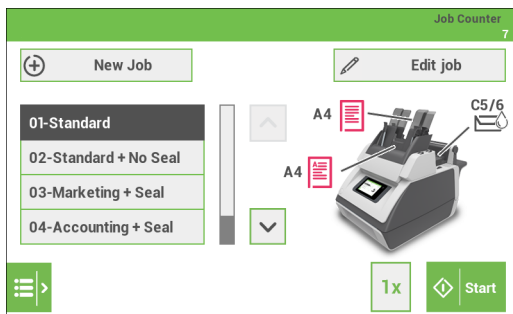 Job Counter
7
New Job
Edit job
01-Standard
02-Standard + No Seal
03-Marketing + Seal
04-Accounting + Seal
A4
C5/6
A4
1x
Start